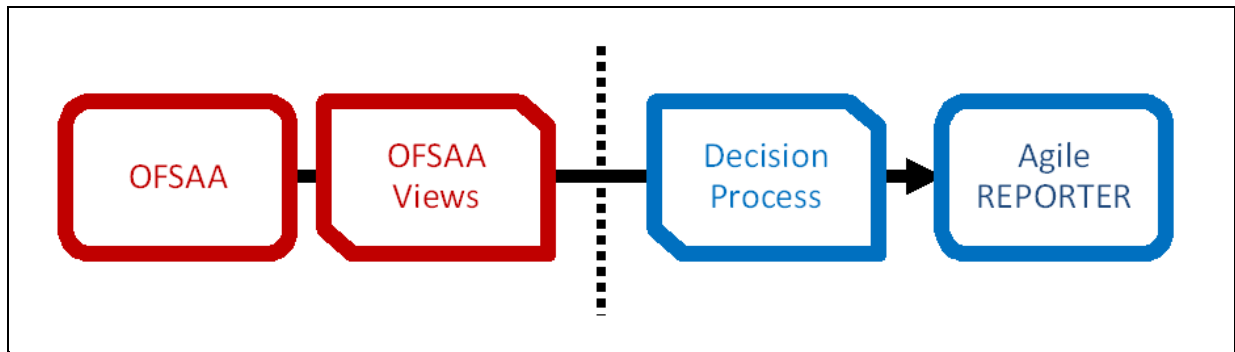 OFSAA
OFSAA
Views
Decision
Process
Agile
REPORTER